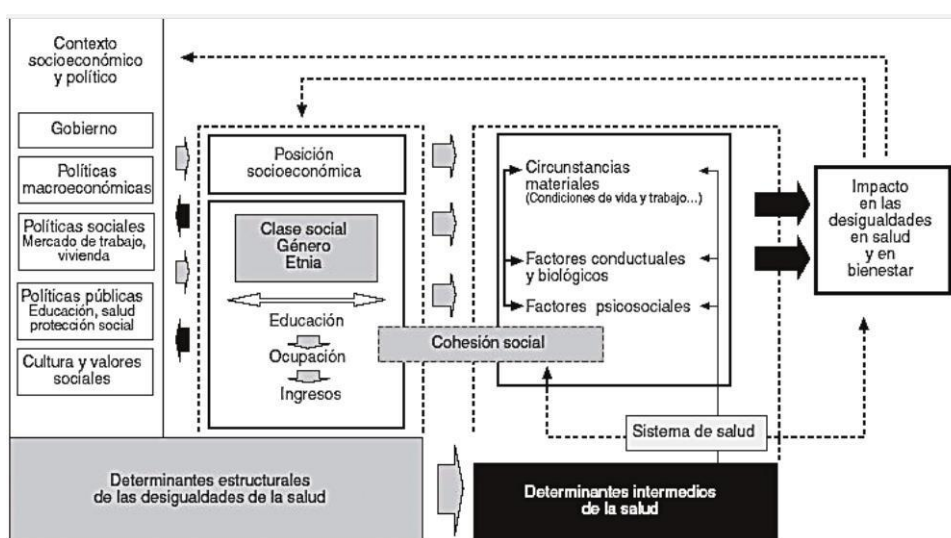 Contexto
socioeconómico
y político
Gobierno
Políticas
macroeconómicas
Políticas sociales
Mercado de trabajo,
vivienda
Políticas públicas
Educación, salud
protección social
Cultura y valores
sociales
Posición
socioeconómica
Clase social
Género
Etnia
Educación
Ocupación
Ingresos
Cohesión social
Circunstancias
materiales
(Condiciones de vida y trabajo...)
Factores conductuales
y biológicos
Factores psicosociales
Sistema de salud
Impacto
en las
desigualdades
en salud
y en
bienestar
Determinantes estructurales
de las desigualdades de la salud
Determinantes intermedios
de la salud